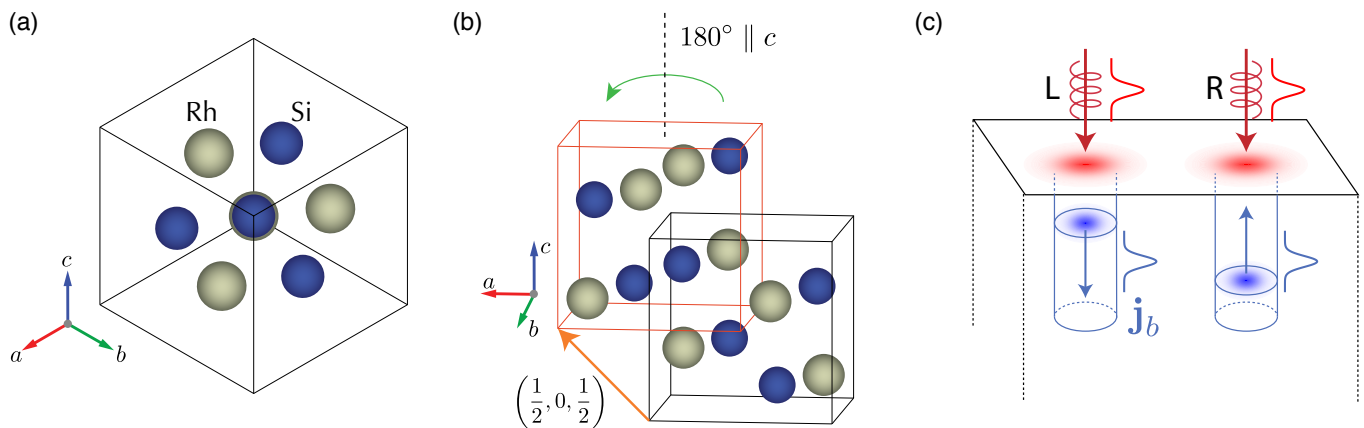 (a)
Rh
Si
c
a
b
(b)
180° ∥ c
c
a
b
(1/2, 0, 1/2)
(c)
L
R
j_b